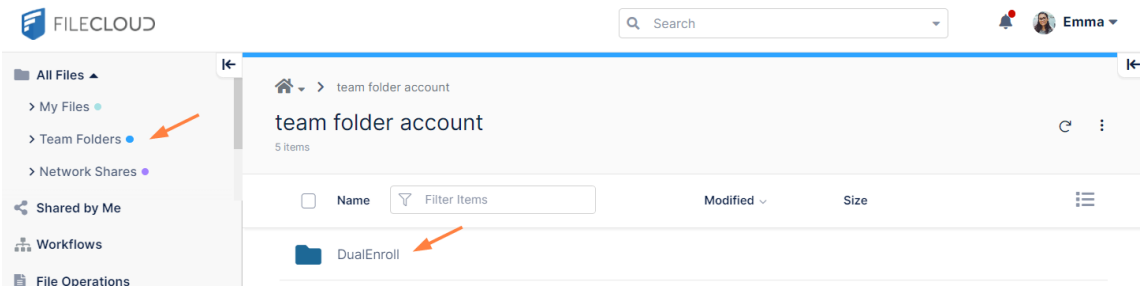 FILECLOUD
Search
Emma
All Files
My Files
Team Folders
Network Shares
Shared by Me
Workflows
File Operations
team folder account
team folder account
5 items
Name
Filter Items
Modified
Size
DualEnroll